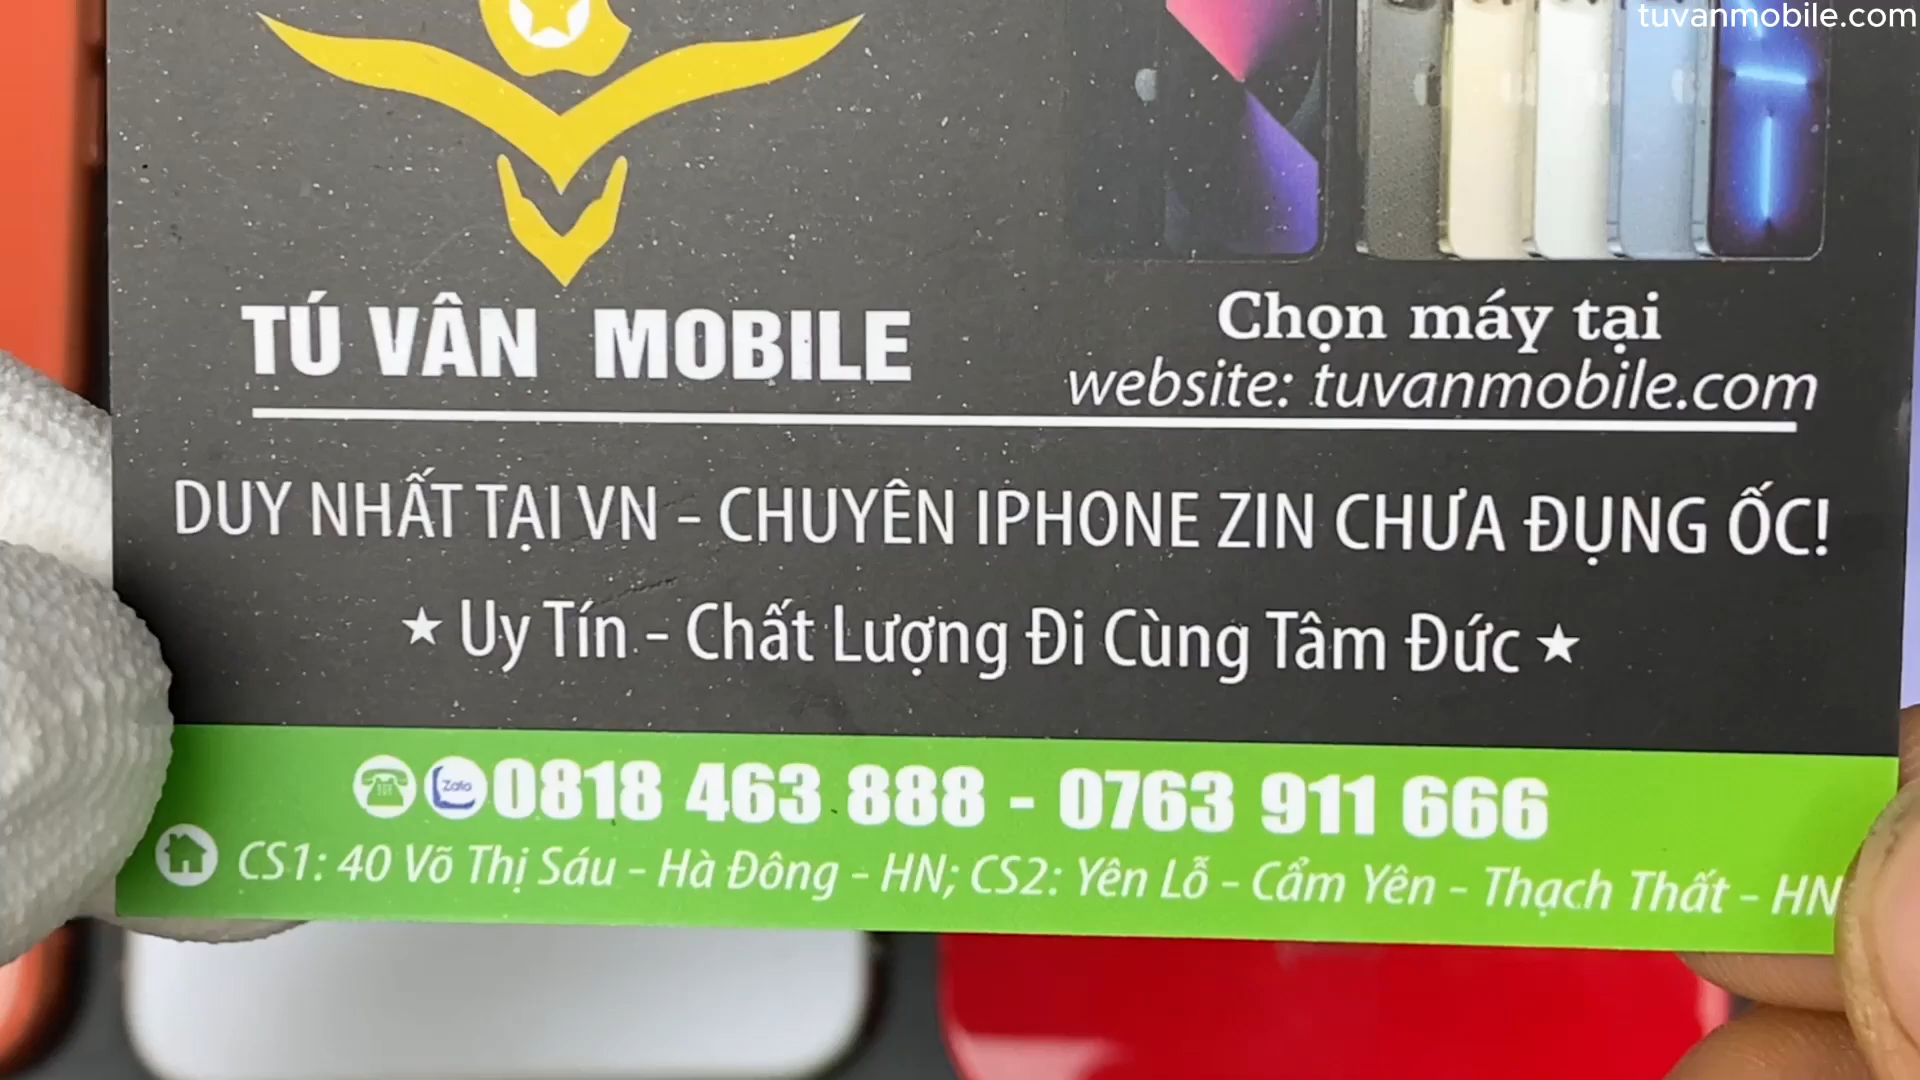 tuvanmobile.com
TÚ VÂN MOBILE
Chọn máy tại
website: tuvanmobile.com
DUY NHẤT TẠI VN - CHUYÊN IPHONE ZIN CHƯA ĐỤNG ỐC!
★ Uy Tín - Chất Lượng Đi Cùng Tâm Đức ★
Zalo 0818 463 888 - 0763 911 666
CS1: 40 Võ Thị Sáu - Hà Đông - HN; CS2: Yên Lỗ - Cẩm Yên - Thạch Thất - HN